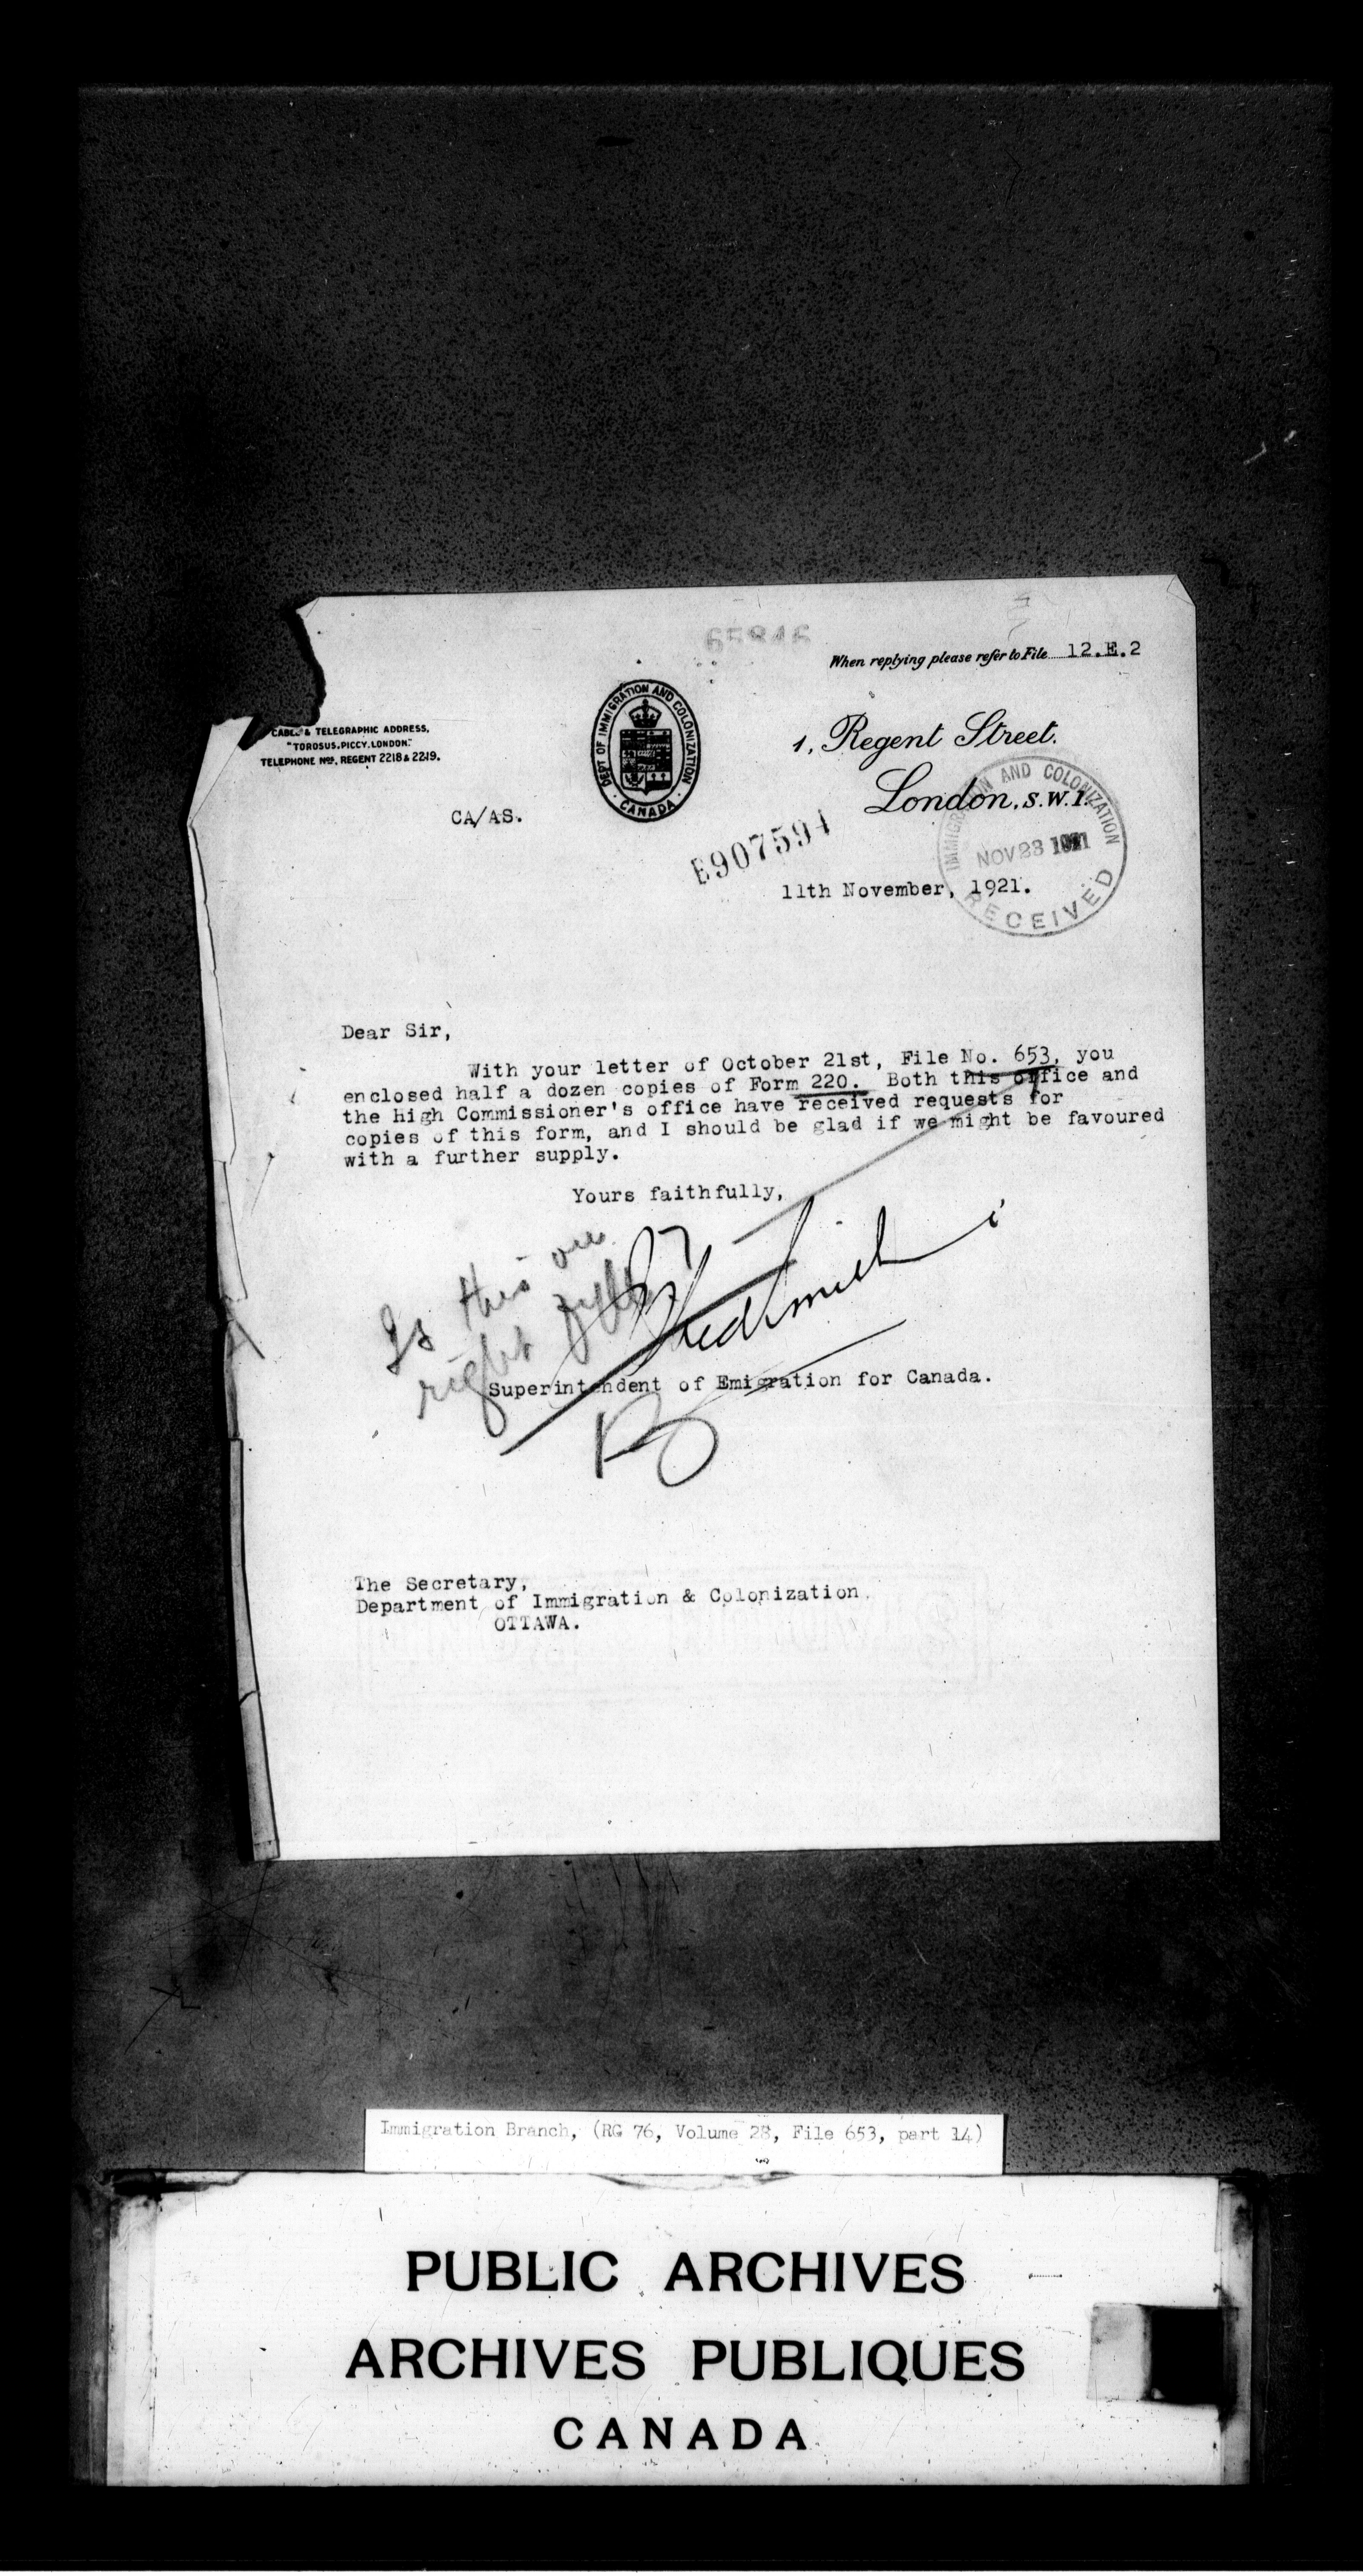 65846
When replying please refer to File 12.E.2
CABLE & TELEGRAPHIC ADDRESS,
"TOROSUS, PICCY, LONDON."
TELEPHONE Nos, REGENT 2218 & 2219.
DEPT OF IMMIGRATION AND COLONIZATION
CANADA
1, Regent Street.
London, S.W.1.
CA/AS.
E907594
IMMIGRATION AND COLONIZATION
NOV 23 1921
RECEIVED
11th November, 1921.
Dear Sir,
With your letter of October 21st, File No. 653, you
enclosed half a dozen copies of Form 220. Both this office and
the High Commissioner's office have received requests for
copies of this form, and I should be glad if we might be favoured
with a further supply.
Yours faithfully,
Is this on
right
Superintendent of Emigration for Canada.
The Secretary,
Department of Immigration & Colonization,
OTTAWA.
Immigration Branch, (RG 76, Volume 28, File 653, part 14)
PUBLIC ARCHIVES
ARCHIVES PUBLIQUES
CANADA